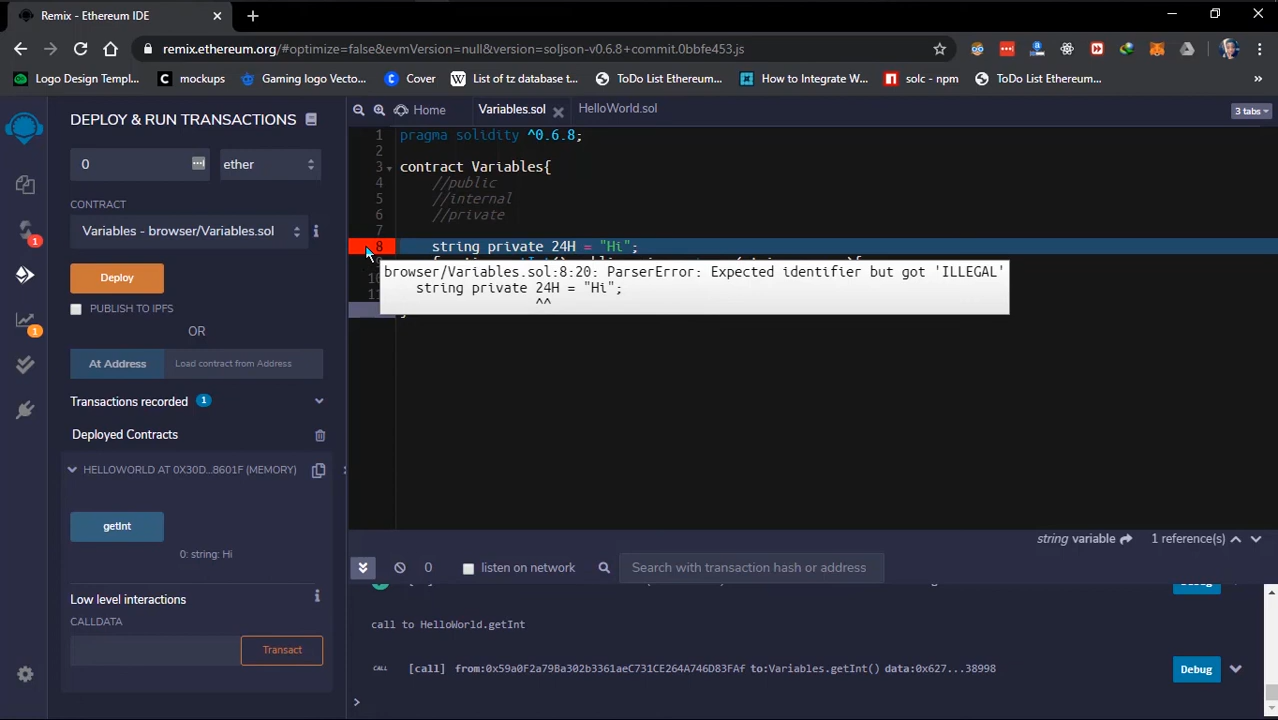 Remix - Ethereum IDE
remix.ethereum.org/#optimize=false&evmVersion=null&version=soljson-v0.6.8+commit.0bbfe453.js
Logo Design Templ...
mockups
Gaming logo Vecto...
Cover
List of tz database t...
ToDo List Ethereum...
How to Integrate W...
solc - npm
ToDo List Ethereum...
DEPLOY & RUN TRANSACTIONS
Home
Variables.sol
HelloWorld.sol
3 tabs
0
ether
CONTRACT
Variables - browser/Variables.sol
Deploy
PUBLISH TO IPFS
OR
At Address
Load contract from Address
Transactions recorded 1
Deployed Contracts
HELLOWORLD AT 0X30D...8601F (MEMORY)
getInt
0: string: Hi
Low level interactions
CALLDATA
Transact
1
1
1 pragma solidity ^0.6.8;
2
3 contract Variables{
4 //public
5 //internal
6 //private
7
8 string private 24H = "Hi";
browser/Variables.sol:8:20: ParserError: Expected identifier but got 'ILLEGAL'
string private 24H = "Hi";
^^
string variable
1 reference(s)
0
listen on network
Search with transaction hash or address
Debug
call to HelloWorld.getInt
CALL [call] from:0x59a0F2a79Ba302b3361aeC731CE264A746D83FAf to:Variables.getInt() data:0x627...38998
Debug
>